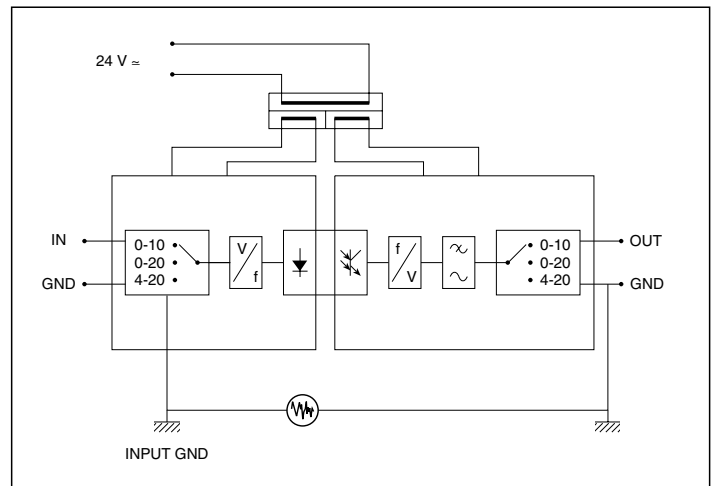 24 V ≃
IN
0-10
0-20
4-20
GND
V
f
f
V
0-10
0-20
4-20
OUT
GND
INPUT GND